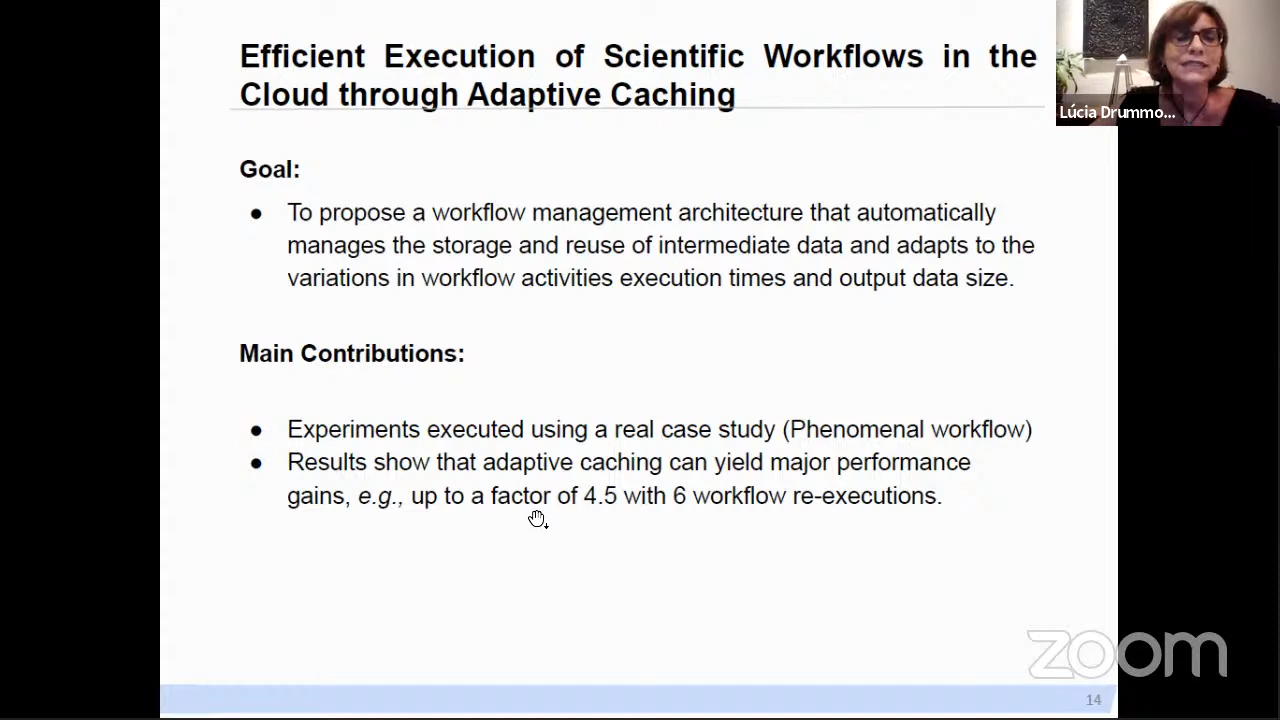 Efficient Execution of Scientific Workflows in the
Cloud through Adaptive Caching
Lúcia Drummo...
Goal:
● To propose a workflow management architecture that automatically
manages the storage and reuse of intermediate data and adapts to the
variations in workflow activities execution times and output data size.
Main Contributions:
● Experiments executed using a real case study (Phenomenal workflow)
● Results show that adaptive caching can yield major performance
gains, e.g., up to a factor of 4.5 with 6 workflow re-executions.
zoom
14